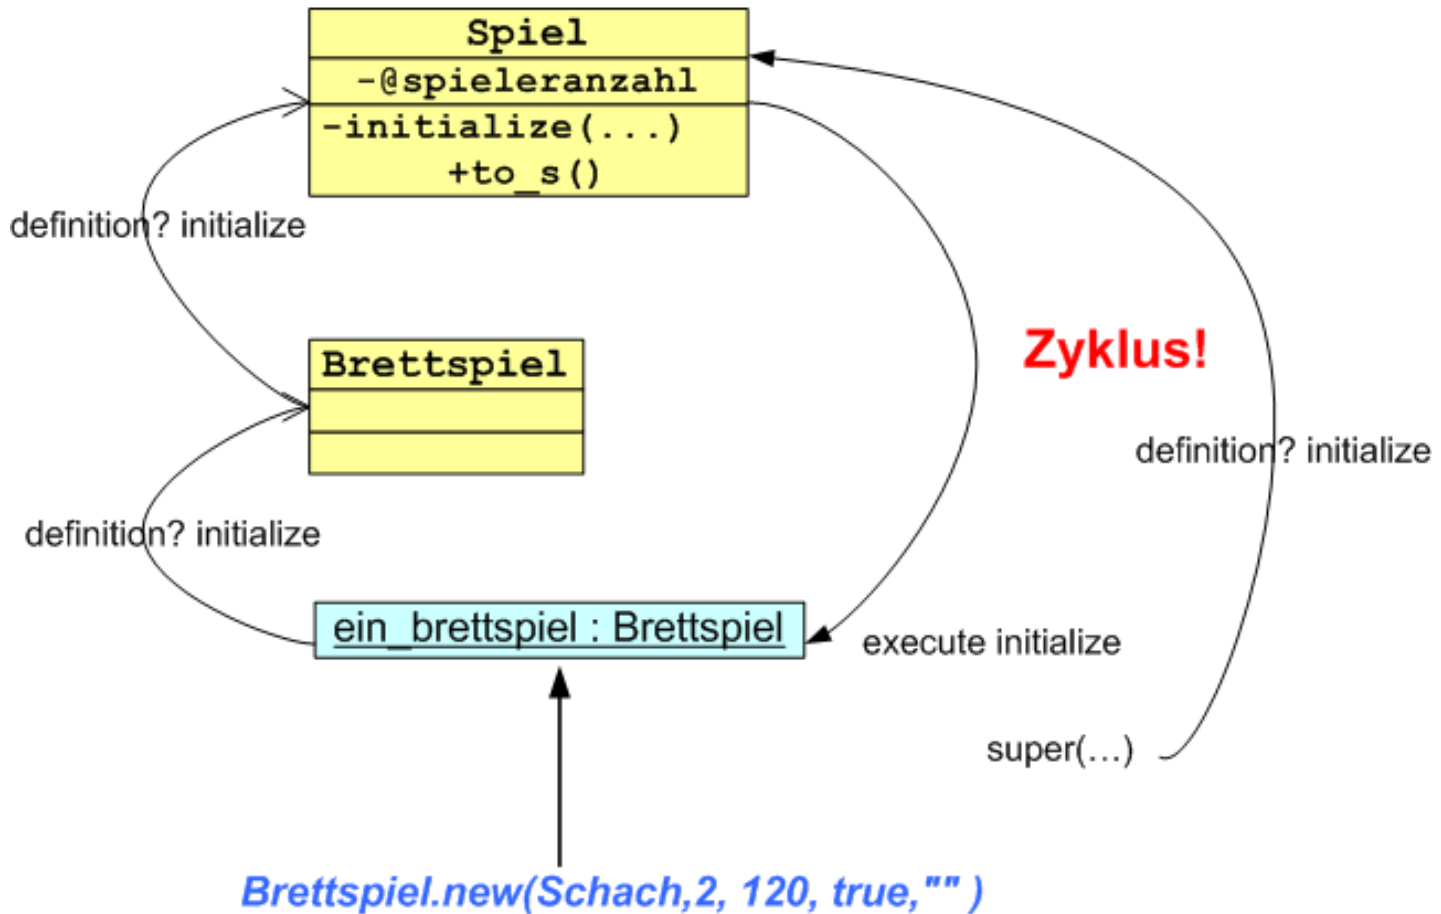 Spiel
-@spieleranzahl
-initialize(...)
+to_s()
definition? initialize
Zyklus!
Brettspiel
definition? initialize
definition? initialize
ein_brettspiel : Brettspiel
execute initialize
super(...)
Brettspiel.new(Schach,2, 120, true,"" )